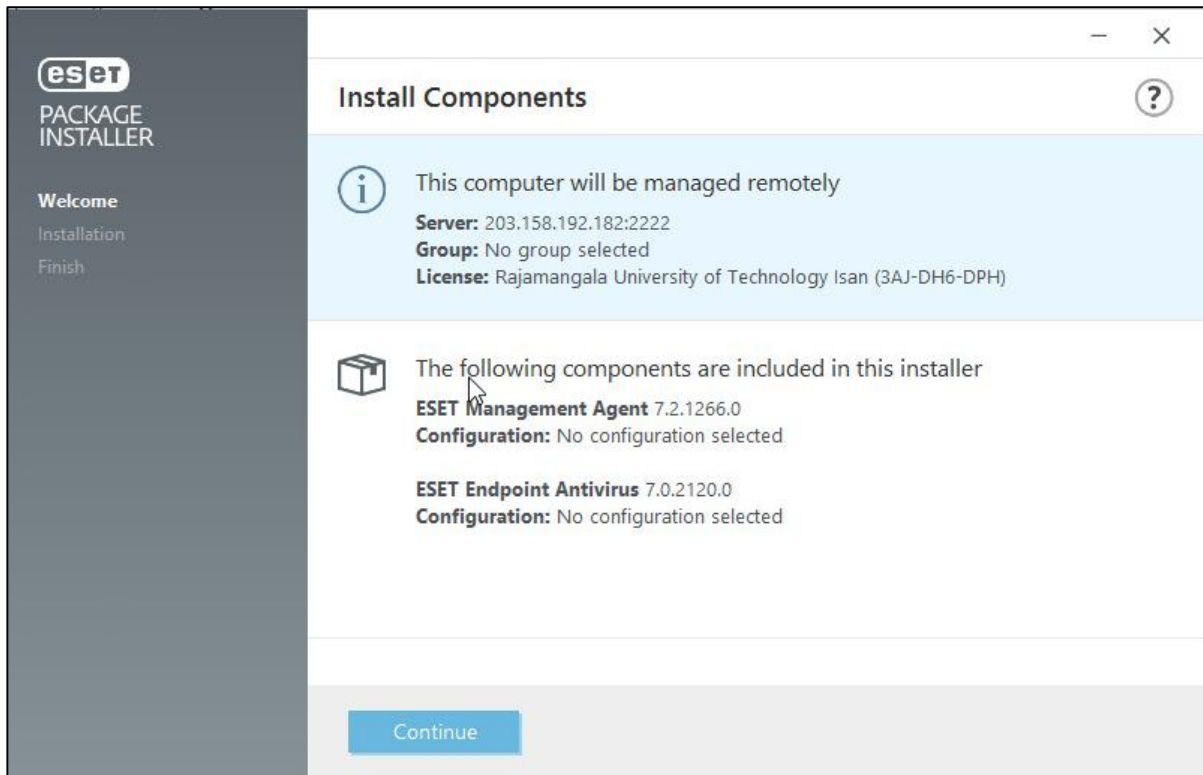 eset
PACKAGE
INSTALLER
Welcome
Installation
Finish
Install Components
?
This computer will be managed remotely
Server: 203.158.192.182:2222
Group: No group selected
License: Rajamangala University of Technology Isan (3AJ-DH6-DPH)
The following components are included in this installer
ESET Management Agent 7.2.1266.0
Configuration: No configuration selected
ESET Endpoint Antivirus 7.0.2120.0
Configuration: No configuration selected
Continue